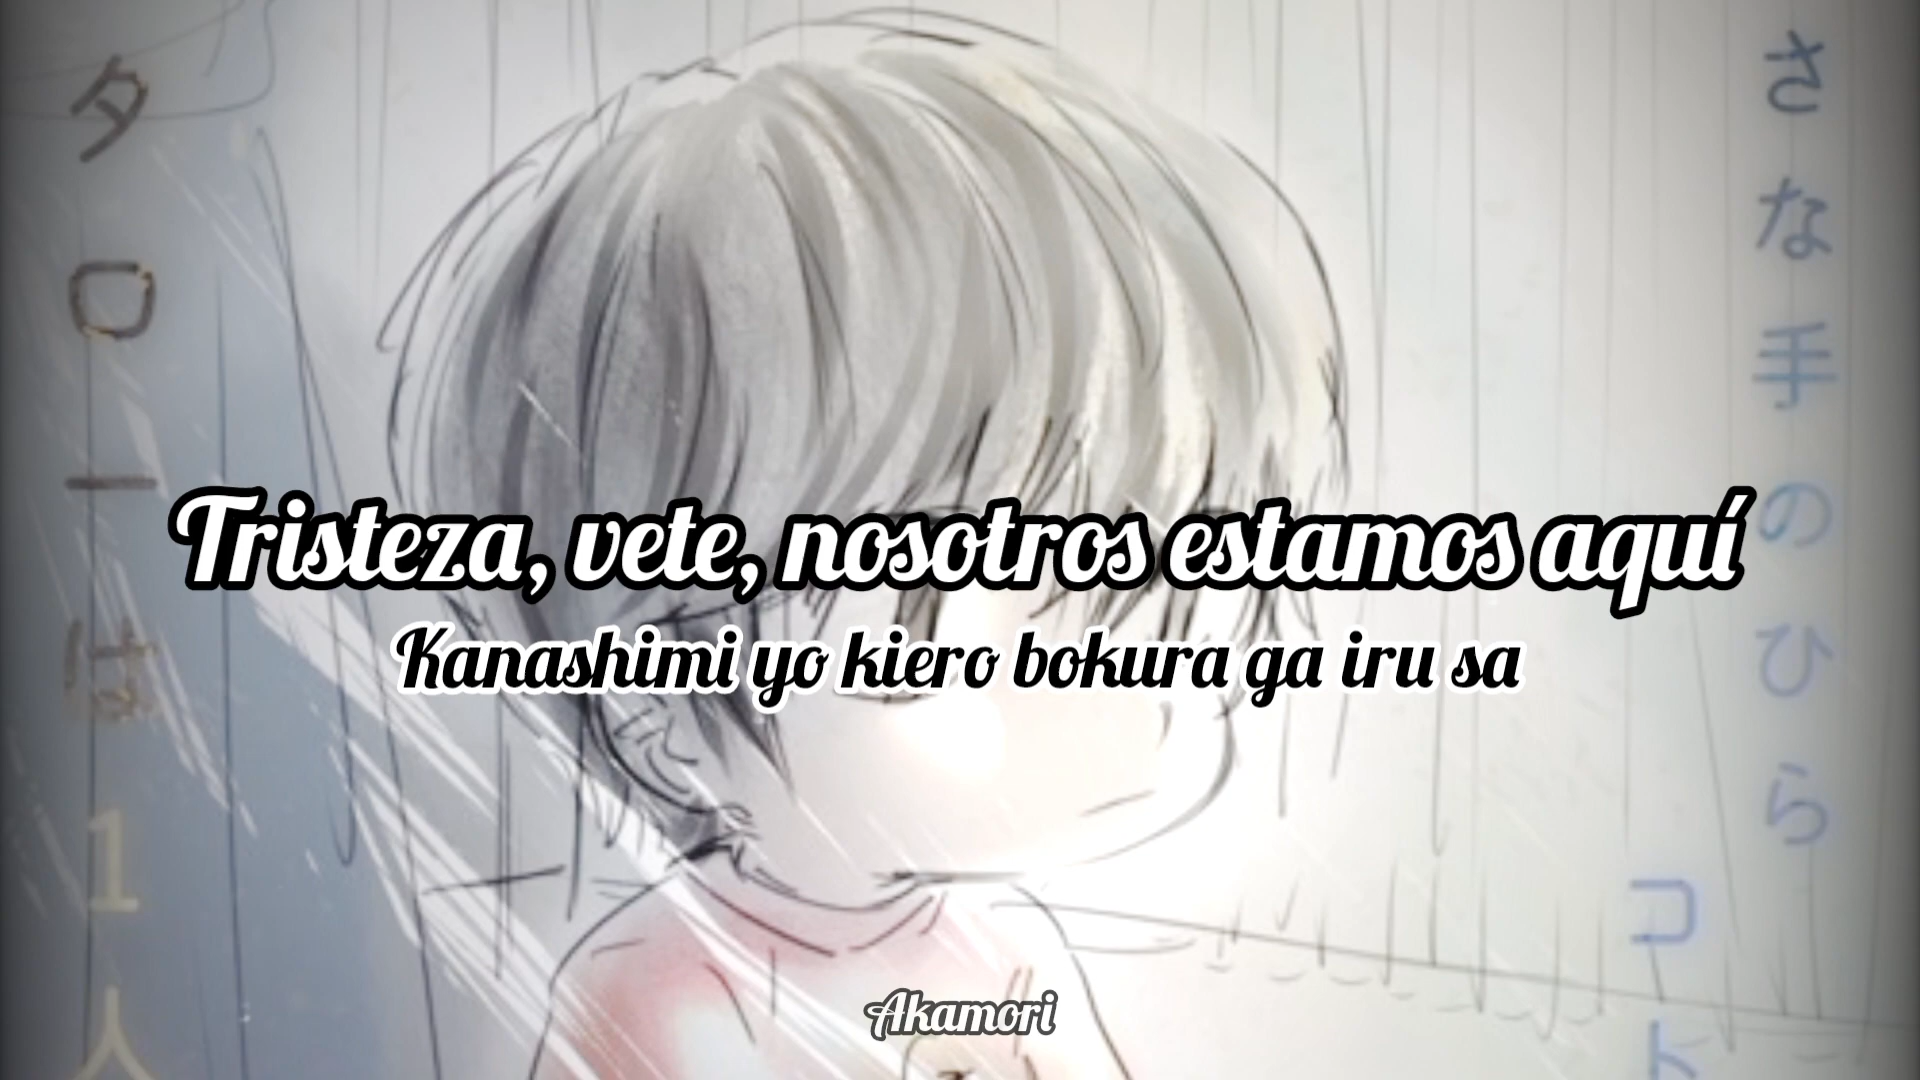 さな手のひら
コト
タローは1人
Tristeza, vete, nosotros estamos aquí
Kanashimi yo kiero bokura ga iru sa
Akamori